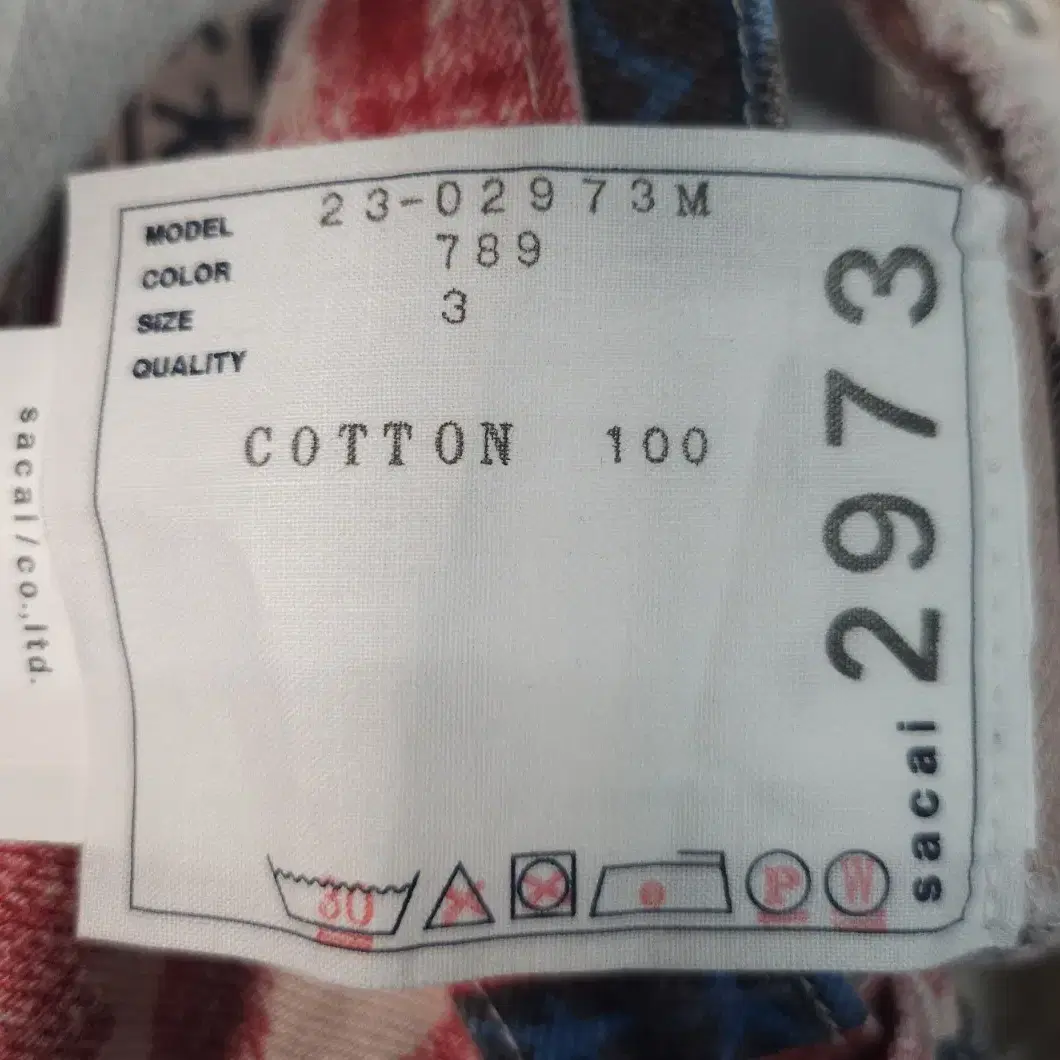 MODEL 23-02973M
COLOR 789
SIZE 3
QUALITY
COTTON 100
30
P
W
sacai 2973
sacai/co.,ltd.